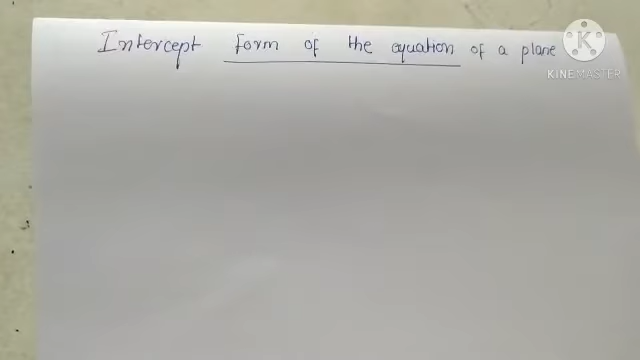 Intercept form of the equation of a plane
KINEMASTER